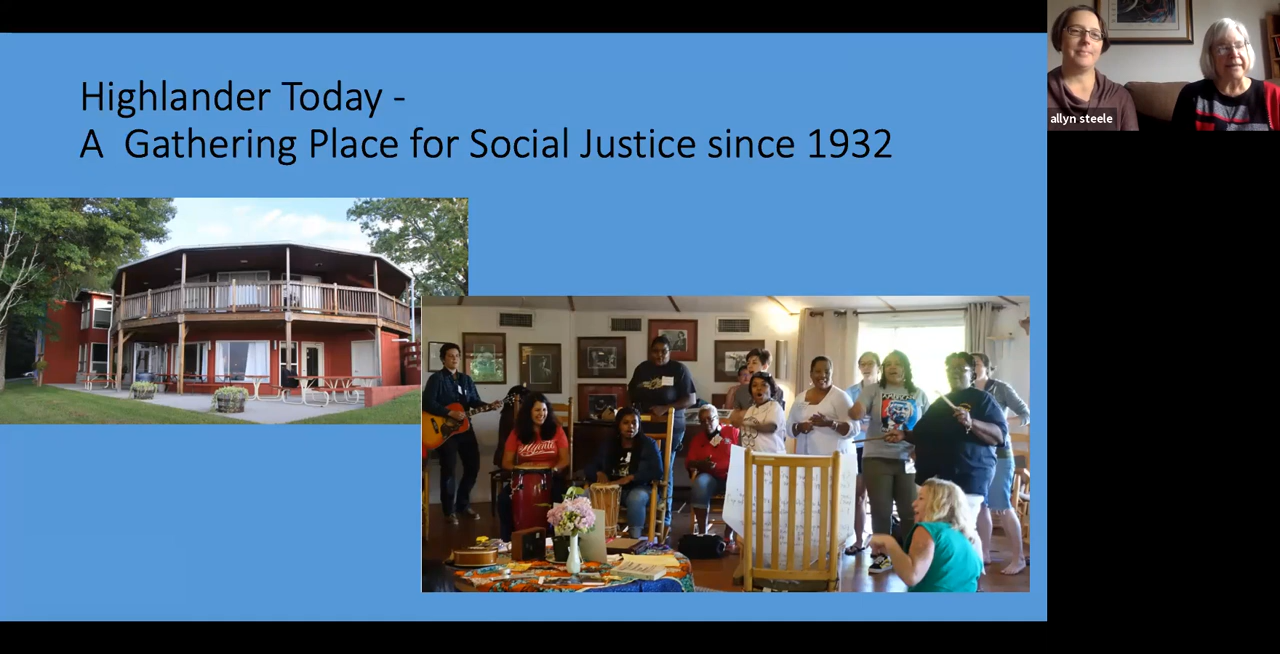 Highlander Today -
A  Gathering Place for Social Justice since 1932
allyn steele